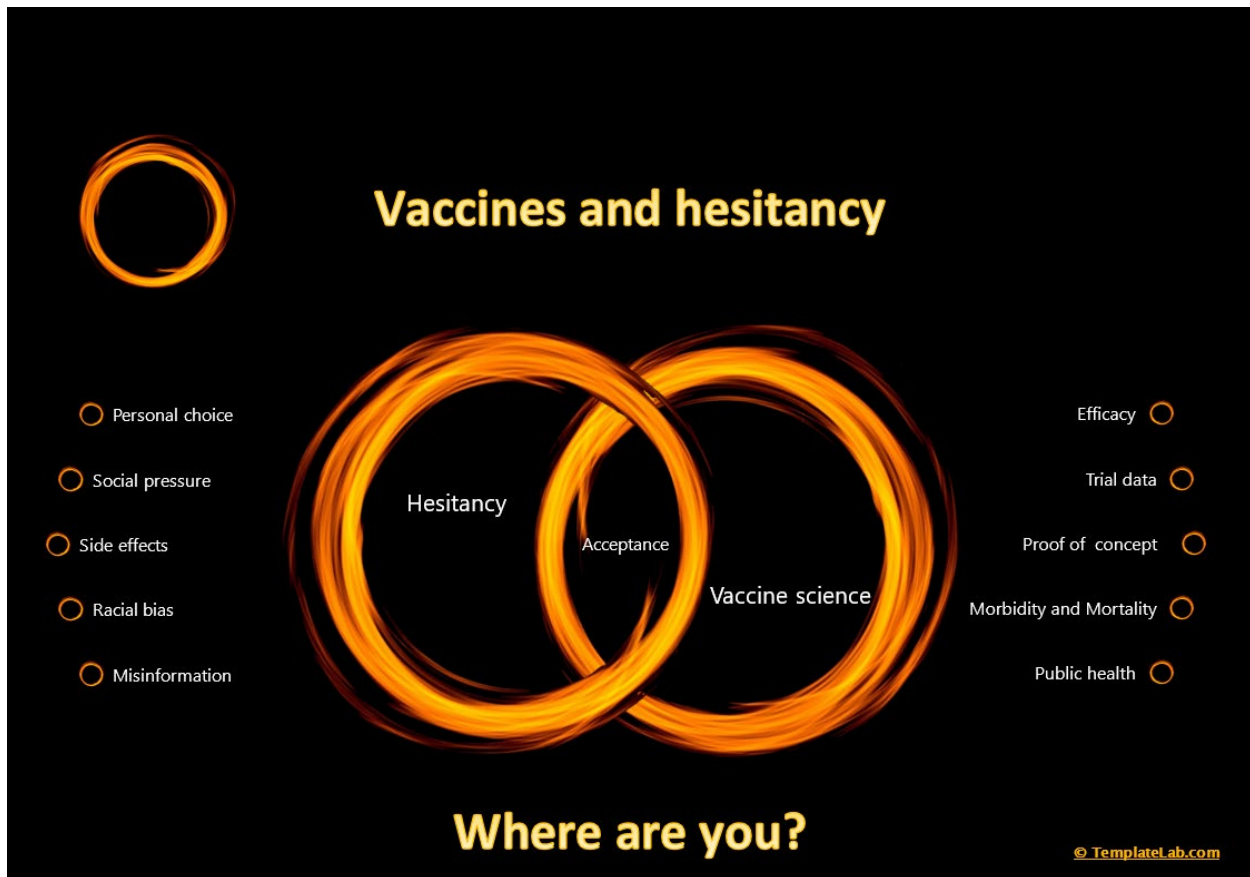 Vaccines and hesitancy
Personal choice
Social pressure
Side effects
Racial bias
Misinformation
Hesitancy
Acceptance
Vaccine science
Efficacy
Trial data
Proof of  concept
Morbidity and Mortality
Public health
Where are you?
© TemplateLab.com